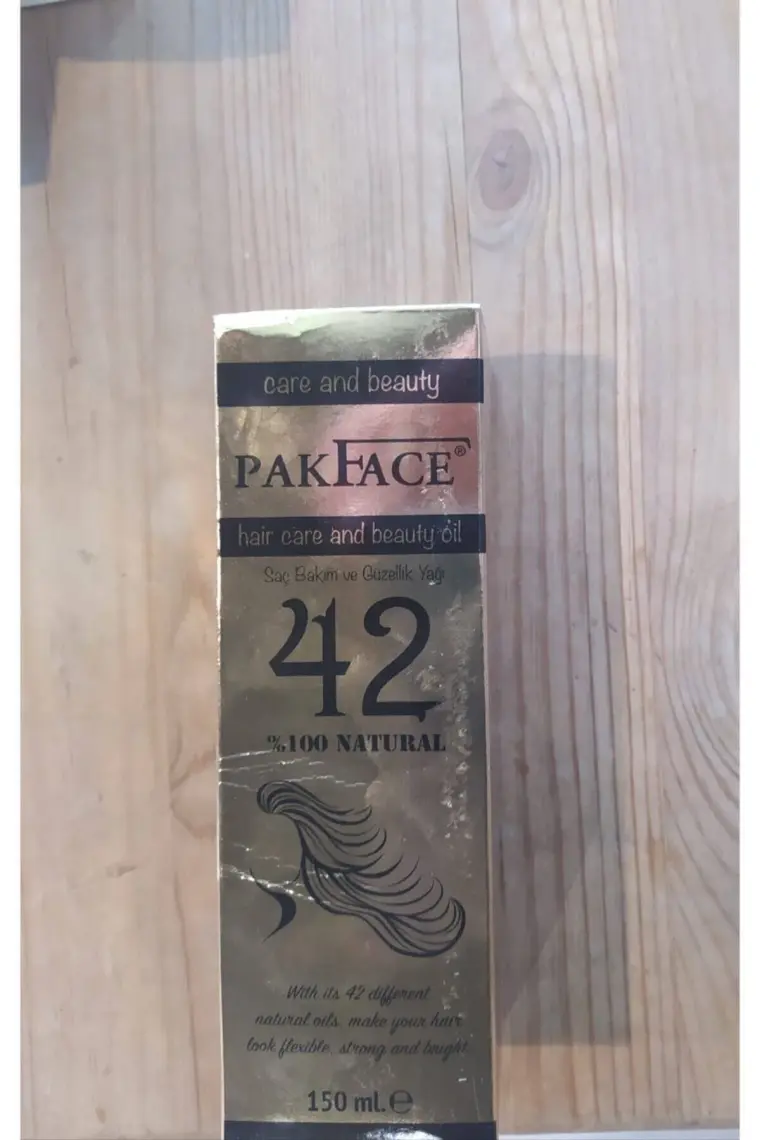 care and beauty
PAKFACE®
hair care and beauty oil
Saç Bakım ve Güzellik Yağı
42
%100 NATURAL
With its 42 different
natural oils, make your hair
look flexible, strong and bright
150 ml. ℮